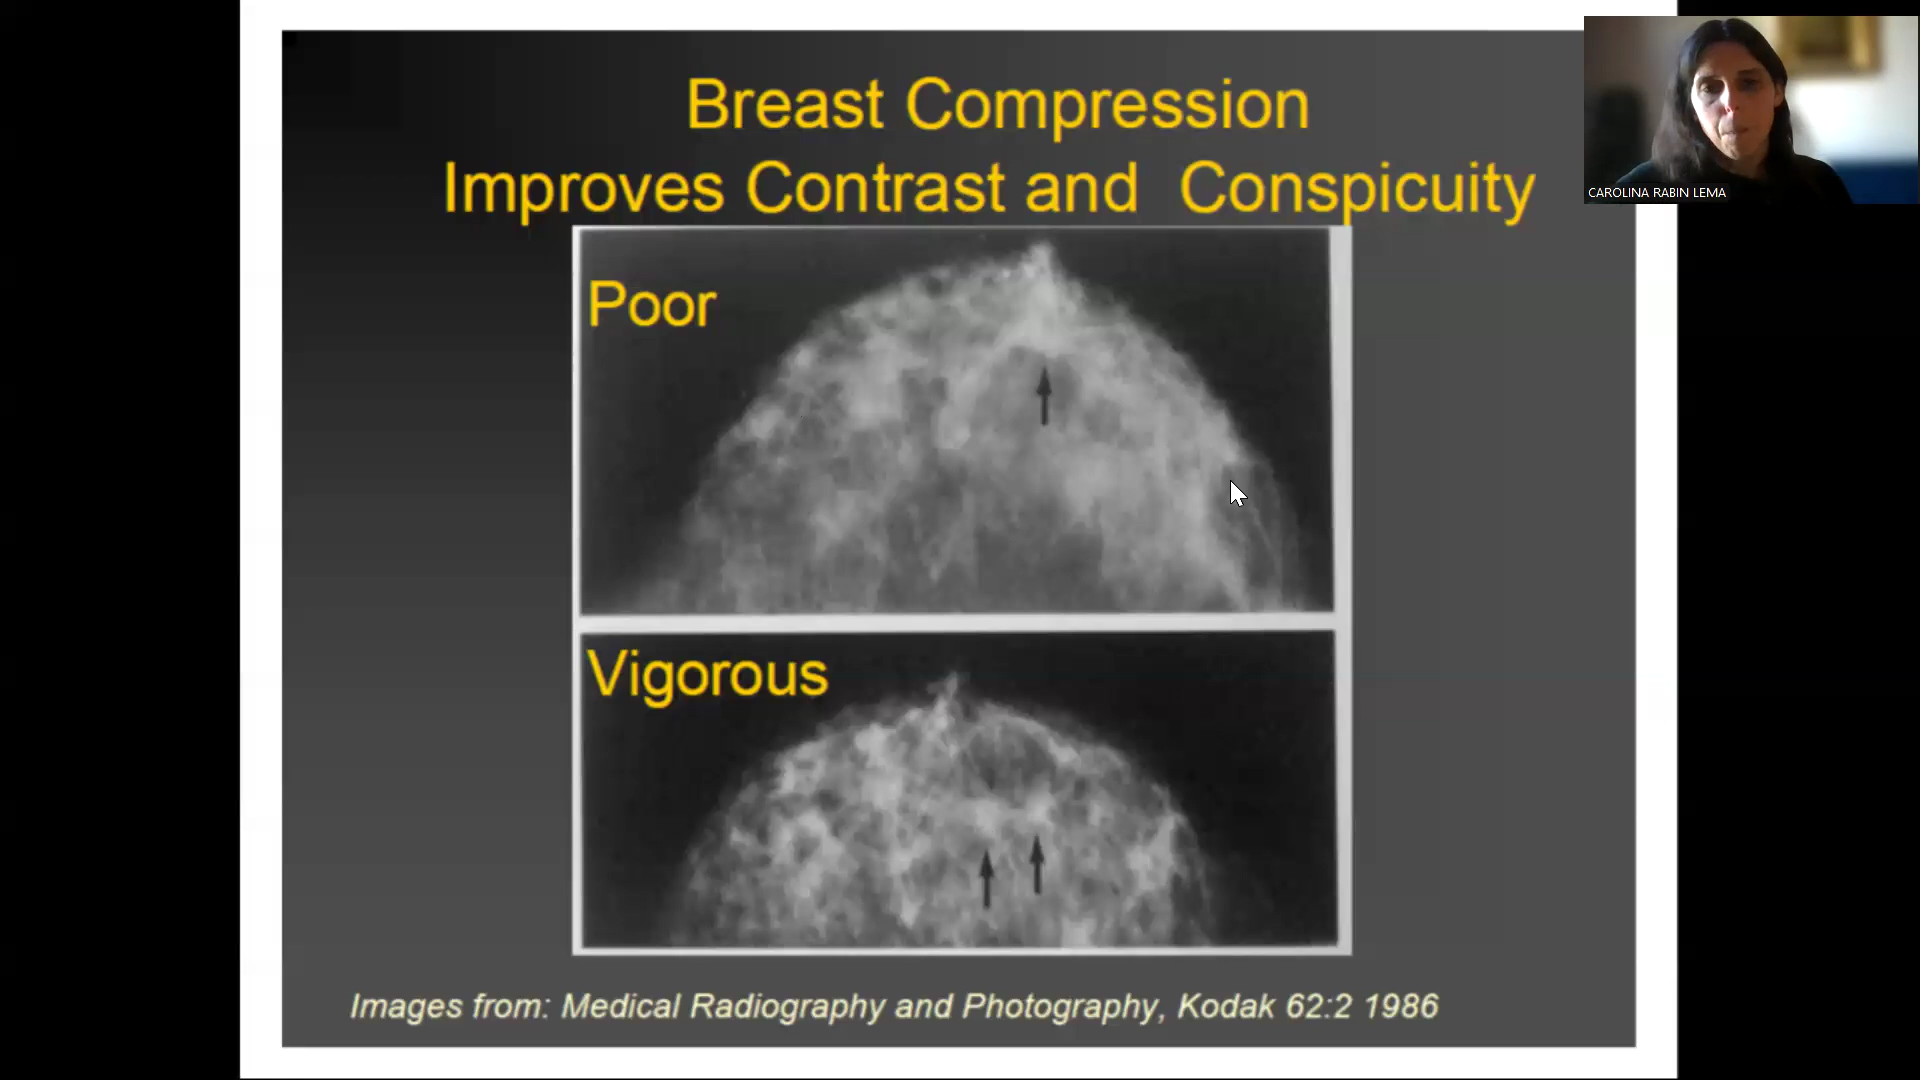 Breast Compression
Improves Contrast and Conspicuity
CAROLINA RABIN LEMA
Poor
Vigorous
Images from: Medical Radiography and Photography, Kodak 62:2 1986